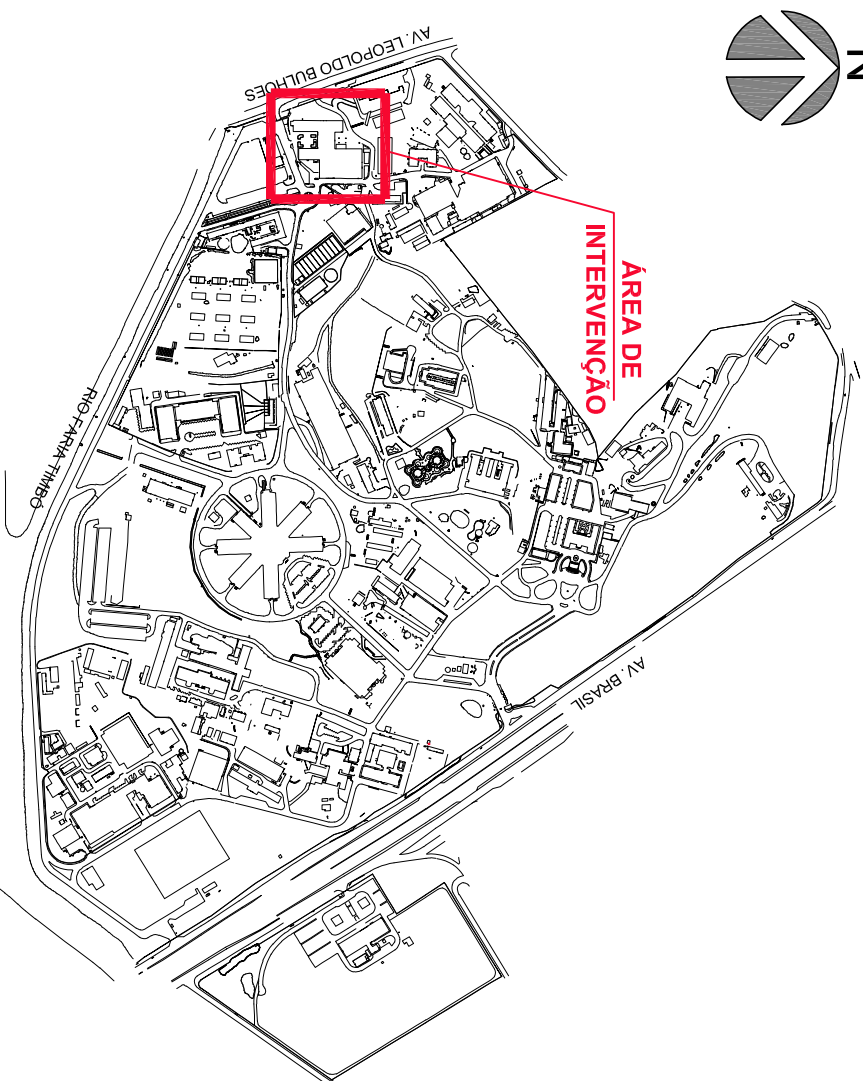 N
AV. LEOPOLDO BULHÕES
ÁREA DE
INTERVENÇÃO
RIO FARIA TIMBÓ
AV. BRASIL